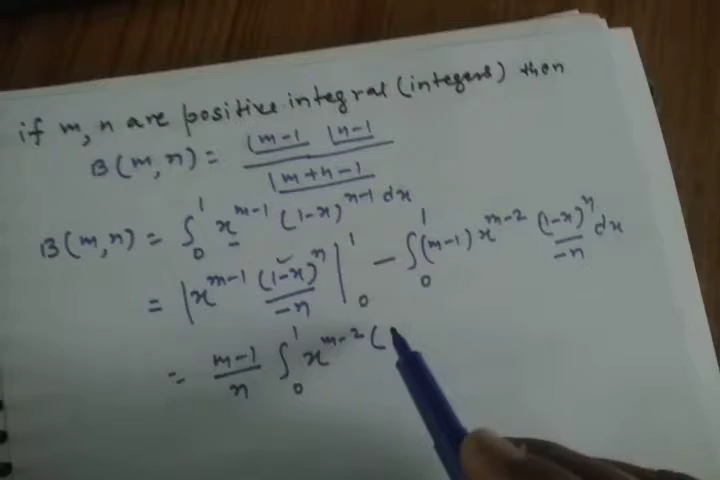 if m, n are positive integral (integers) then
B(m, n) = |m-1 |n-1 / |m+n-1
B(m, n) = ∫₀¹ x^(m-1) (1-x)^(n-1) dx
= |x^(m-1) (1-x)^n / -n |₀¹ - ∫₀¹ (m-1) x^(m-2) (1-x)^n / -n dx
= m-1 / n ∫₀¹ x^(m-2) (